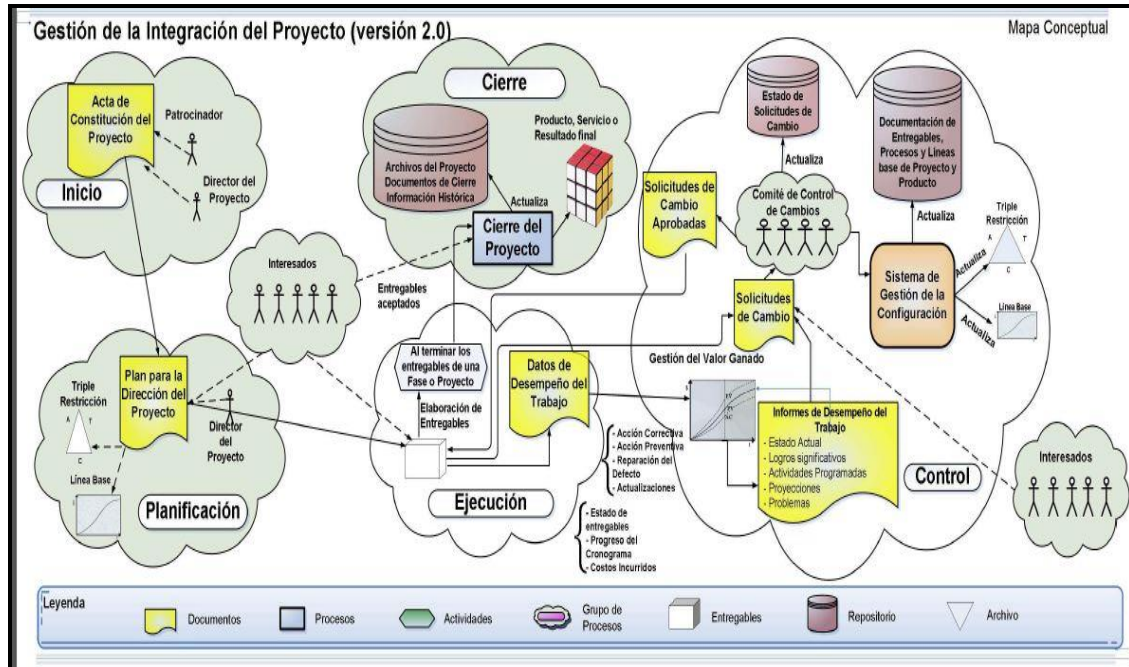 Gestión de la Integración del Proyecto (versión 2.0)
Mapa Conceptual
Acta de
Constitución del
Proyecto
Patrocinador
Director del
Proyecto
Inicio
Cierre
Archivos del Proyecto
Documentos de Cierre
Información Histórica
Producto, Servicio o
Resultado final
Actualiza
Cierre del
Proyecto
Entregables
aceptados
Interesados
Estado de
Solicitudes de
Cambio
Actualiza
Documentación de
Entregables,
Procesos y Líneas
base de Proyecto y
Producto
Actualiza
Solicitudes de
Cambio
Aprobadas
Comité de Control
de Cambios
Solicitudes
de Cambio
Sistema de
Gestión de la
Configuración
Triple
Restricción
A
T
C
Actualiza
Línea Base
Actualiza
Plan para la
Dirección del
Proyecto
Triple
Restricción
A
T
C
Director
del
Proyecto
Línea Base
Planificación
Al terminar los
entregables de una
Fase o Proyecto
Elaboración de
Entregables
Datos de
Desempeño del
Trabajo
Ejecución
- Acción Correctiva
- Acción Preventiva
- Reparación del
Defecto
- Actualizaciones
- Estado de
entregables
- Progreso del
Cronograma
- Costos Incurridos
Gestión del Valor Ganado
EV
PV
AC
Informes de Desempeño del
Trabajo
- Estado Actual
- Logros significativos
- Actividades Programadas
- Proyecciones
- Problemas
Control
Interesados
Leyenda
Documentos
Procesos
Actividades
Grupo de
Procesos
Entregables
Repositorio
Archivo